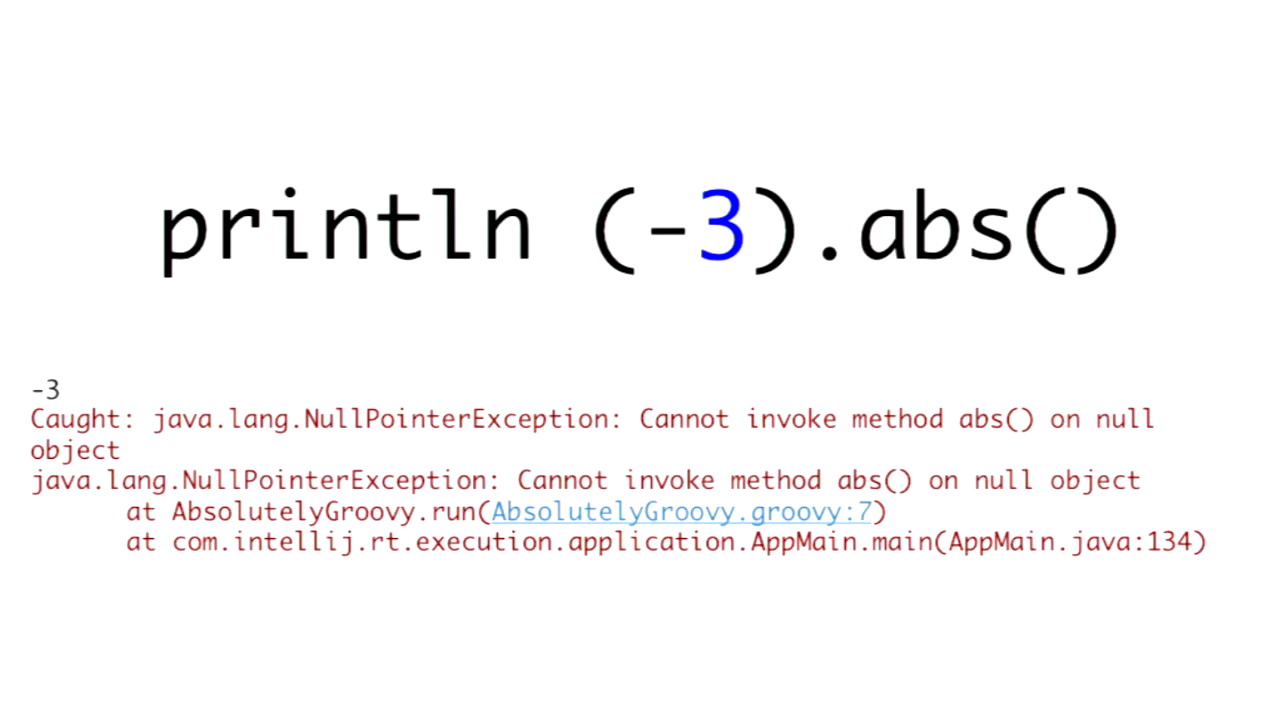 println (-3).abs()
-3
Caught: java.lang.NullPointerException: Cannot invoke method abs() on null
object
java.lang.NullPointerException: Cannot invoke method abs() on null object
at AbsolutelyGroovy.run(AbsolutelyGroovy.groovy:7)
at com.intellij.rt.execution.application.AppMain.main(AppMain.java:134)